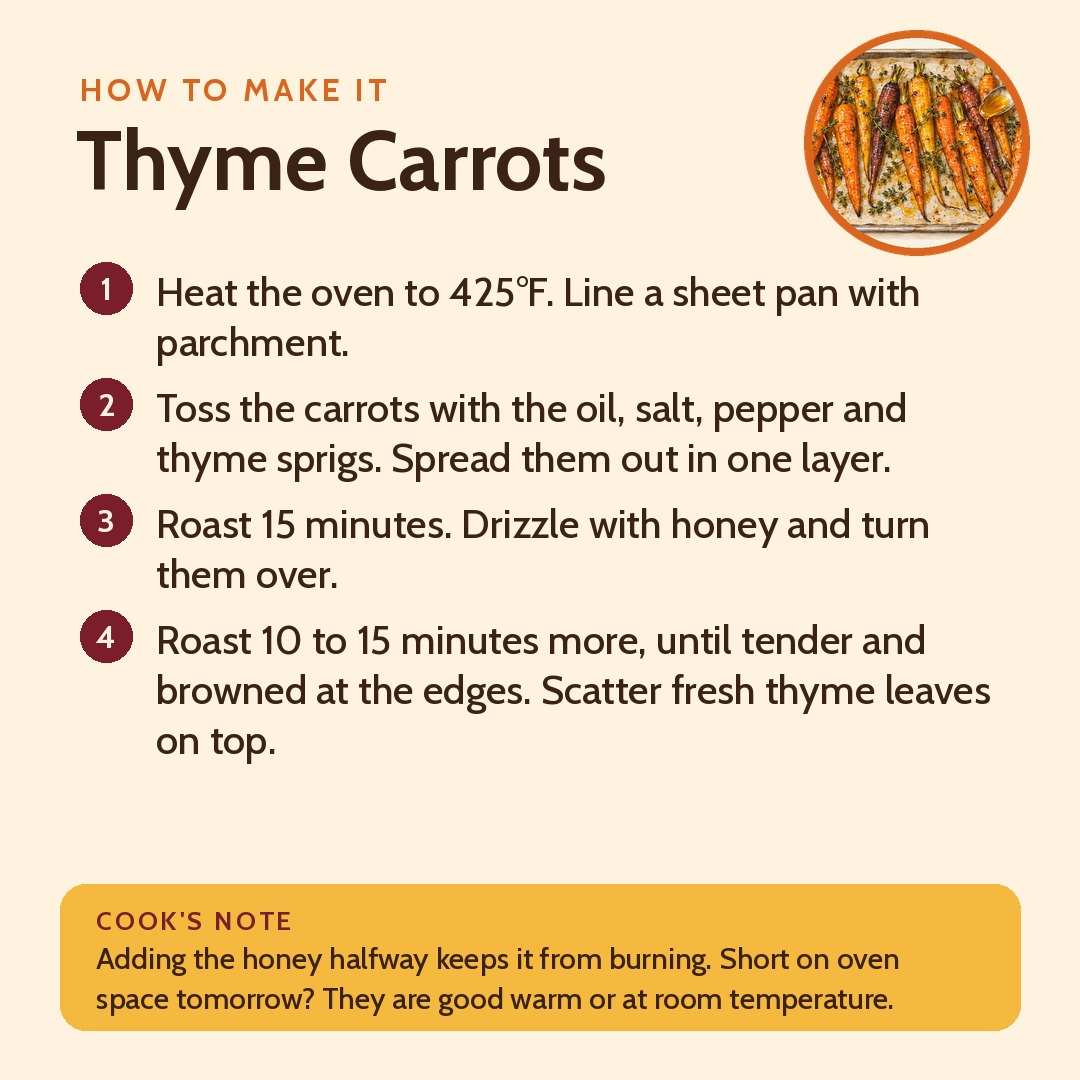 HOW TO MAKE IT
Thyme Carrots
1 Heat the oven to 425°F. Line a sheet pan with
parchment.
2 Toss the carrots with the oil, salt, pepper and
thyme sprigs. Spread them out in one layer.
3 Roast 15 minutes. Drizzle with honey and turn
them over.
4 Roast 10 to 15 minutes more, until tender and
browned at the edges. Scatter fresh thyme leaves
on top.
COOK'S NOTE
Adding the honey halfway keeps it from burning. Short on oven
space tomorrow? They are good warm or at room temperature.